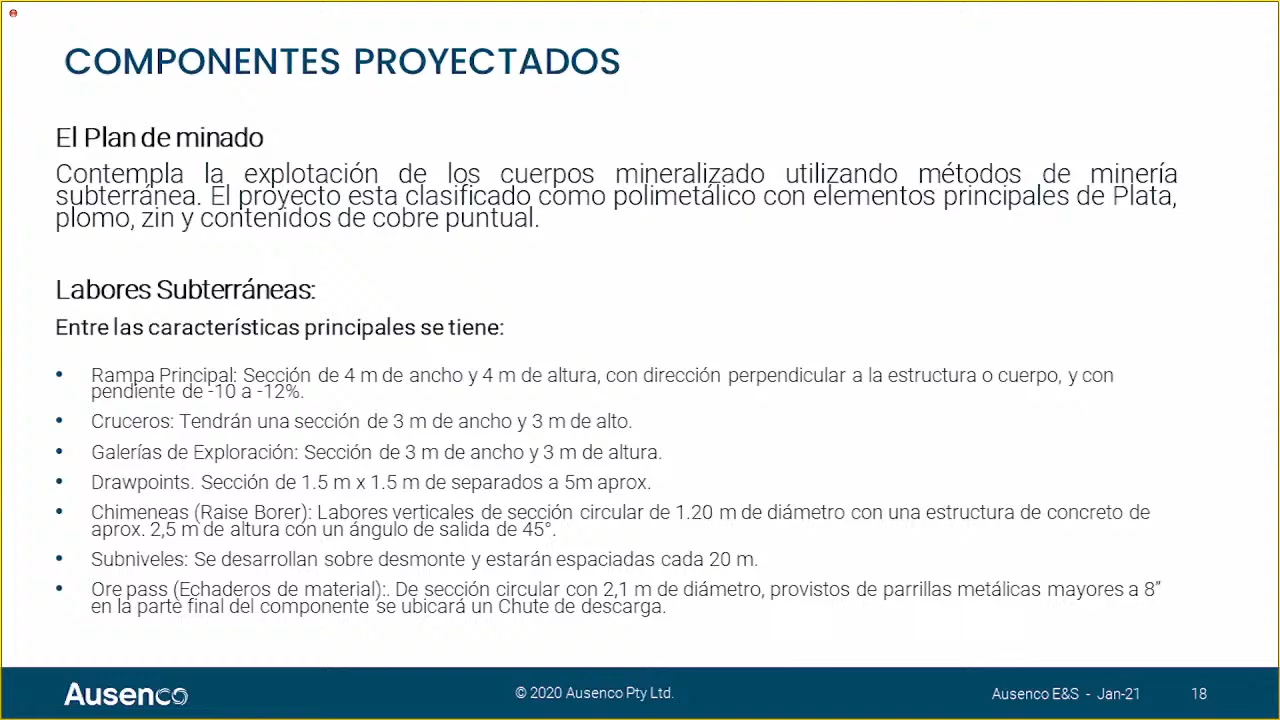 COMPONENTES PROYECTADOS
El Plan de minado
Contempla la explotación de los cuerpos mineralizado utilizando métodos de minería
subterránea. El proyecto esta clasificado como polimetálico con elementos principales de Plata,
plomo, zin y contenidos de cobre puntual.
Labores Subterráneas:
Entre las características principales se tiene:
• Rampa Principal: Sección de 4 m de ancho y 4 m de altura, con dirección perpendicular a la estructura o cuerpo, y con
pendiente de -10 a -12%.
• Cruceros: Tendrán una sección de 3 m de ancho y 3 m de alto.
• Galerías de Exploración: Sección de 3 m de ancho y 3 m de altura.
• Drawpoints. Sección de 1.5 m x 1.5 m de separados a 5m aprox.
• Chimeneas (Raise Borer): Labores verticales de sección circular de 1.20 m de diámetro con una estructura de concreto de
aprox. 2,5 m de altura con un ángulo de salida de 45°.
• Subniveles: Se desarrollan sobre desmonte y estarán espaciadas cada 20 m.
• Ore pass (Echaderos de material):. De sección circular con 2,1 m de diámetro, provistos de parrillas metálicas mayores a 8”
en la parte final del componente se ubicará un Chute de descarga.
Ausenco
© 2020 Ausenco Pty Ltd.
Ausenco E&S - Jan-21
18